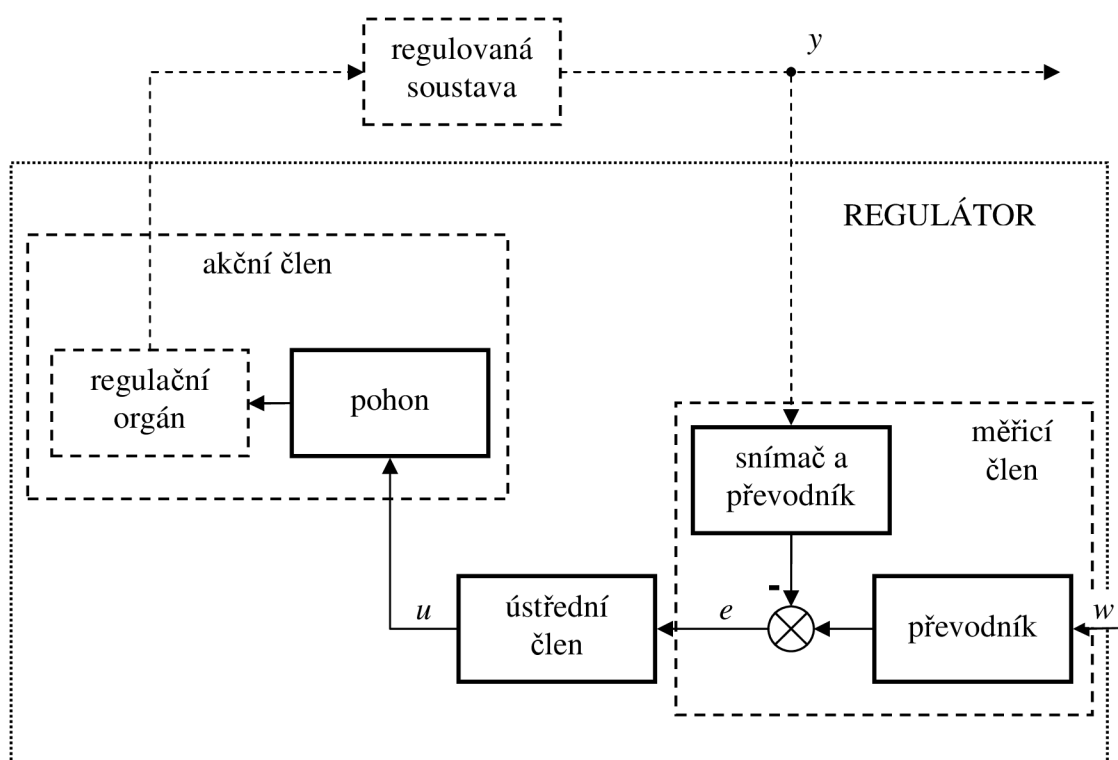 regulovaná
soustava
y
REGULÁTOR
akční člen
regulační
orgán
pohon
měřicí
člen
snímač a
převodník
-
u
ústřední
člen
e
převodník
w